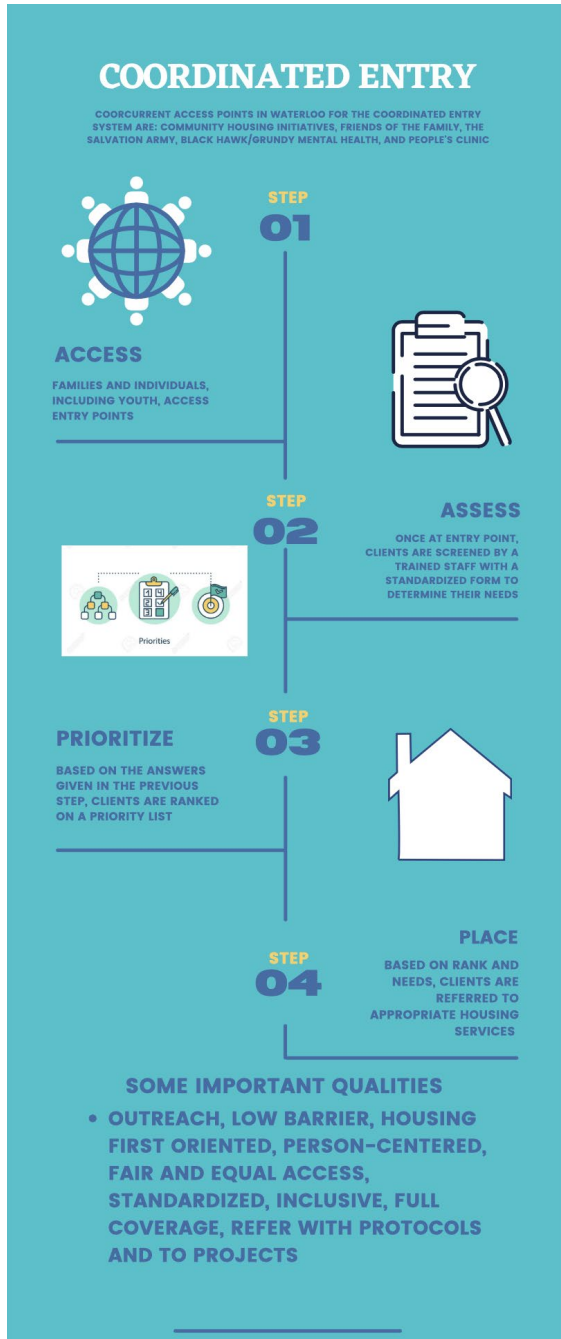 COORDINATED ENTRY
COORCURRENT ACCESS POINTS IN WATERLOO FOR THE COORDINATED ENTRY
SYSTEM ARE: COMMUNITY HOUSING INITIATIVES, FRIENDS OF THE FAMILY, THE
SALVATION ARMY, BLACK HAWK/GRUNDY MENTAL HEALTH, AND PEOPLE'S CLINIC
STEP
01
ACCESS
FAMILIES AND INDIVIDUALS,
INCLUDING YOUTH, ACCESS
ENTRY POINTS
STEP
02
ASSESS
ONCE AT ENTRY POINT,
CLIENTS ARE SCREENED BY A
TRAINED STAFF WITH A
STANDARDIZED FORM TO
DETERMINE THEIR NEEDS
1 4
2
3
Priorities
STEP
03
PRIORITIZE
BASED ON THE ANSWERS
GIVEN IN THE PREVIOUS
STEP, CLIENTS ARE RANKED
ON A PRIORITY LIST
STEP
04
PLACE
BASED ON RANK AND
NEEDS, CLIENTS ARE
REFERRED TO
APPROPRIATE HOUSING
SERVICES
SOME IMPORTANT QUALITIES
• OUTREACH, LOW BARRIER, HOUSING
FIRST ORIENTED, PERSON-CENTERED,
FAIR AND EQUAL ACCESS,
STANDARDIZED, INCLUSIVE, FULL
COVERAGE, REFER WITH PROTOCOLS
AND TO PROJECTS